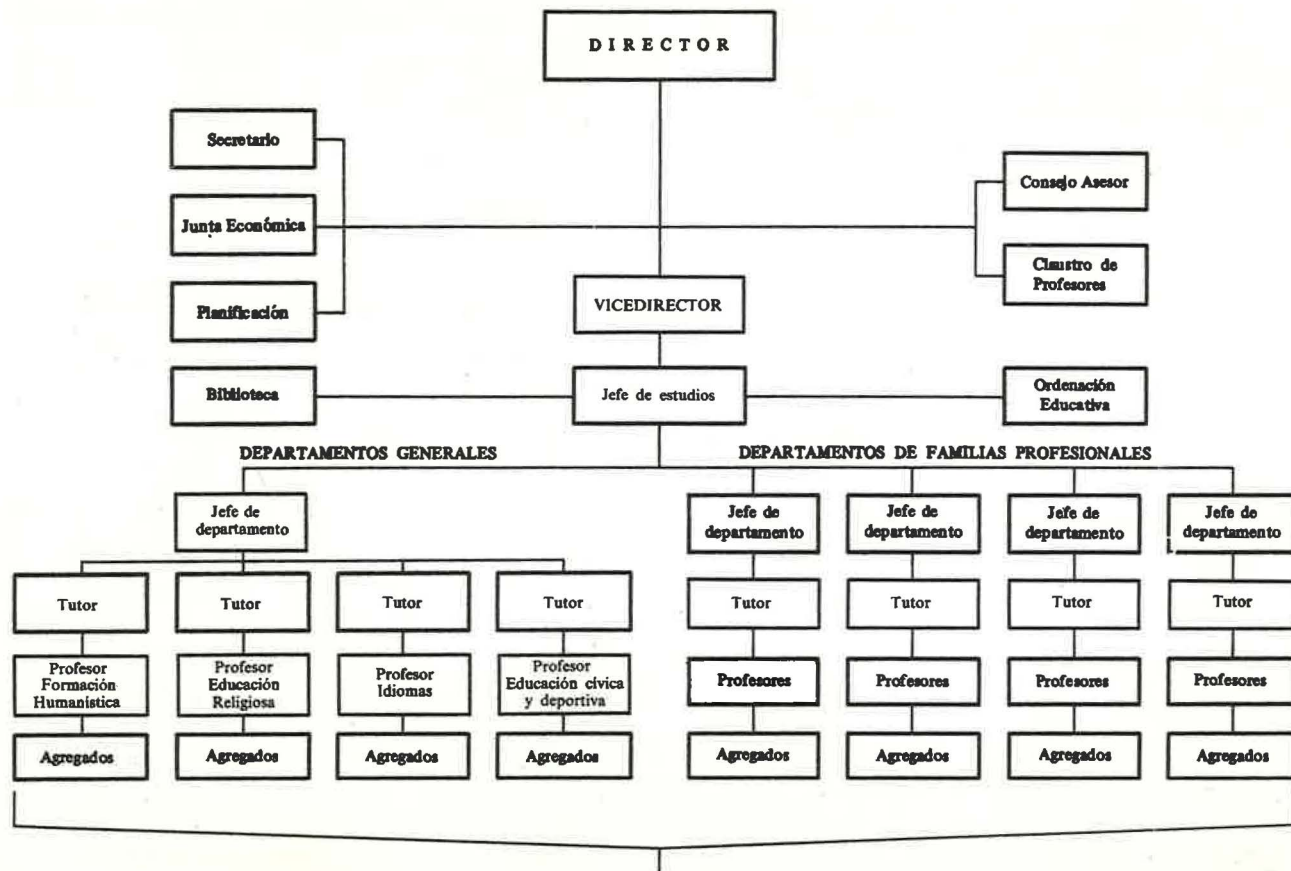 DIRECTOR
Secretario
Junta Económica
Planificación
Consejo Asesor
Claustro de
Profesores
VICEDIRECTOR
Biblioteca
Jefe de estudios
Ordenación
Educativa
DEPARTAMENTOS GENERALES
DEPARTAMENTOS DE FAMILIAS PROFESIONALES
Jefe de
departamento
Jefe de
departamento
Jefe de
departamento
Jefe de
departamento
Jefe de
departamento
Tutor
Tutor
Tutor
Tutor
Tutor
Tutor
Tutor
Tutor
Profesor
Formación
Humanística
Profesor
Educación
Religiosa
Profesor
Idiomas
Profesor
Educación cívica
y deportiva
Profesores
Profesores
Profesores
Profesores
Agregados
Agregados
Agregados
Agregados
Agregados
Agregados
Agregados
Agregados